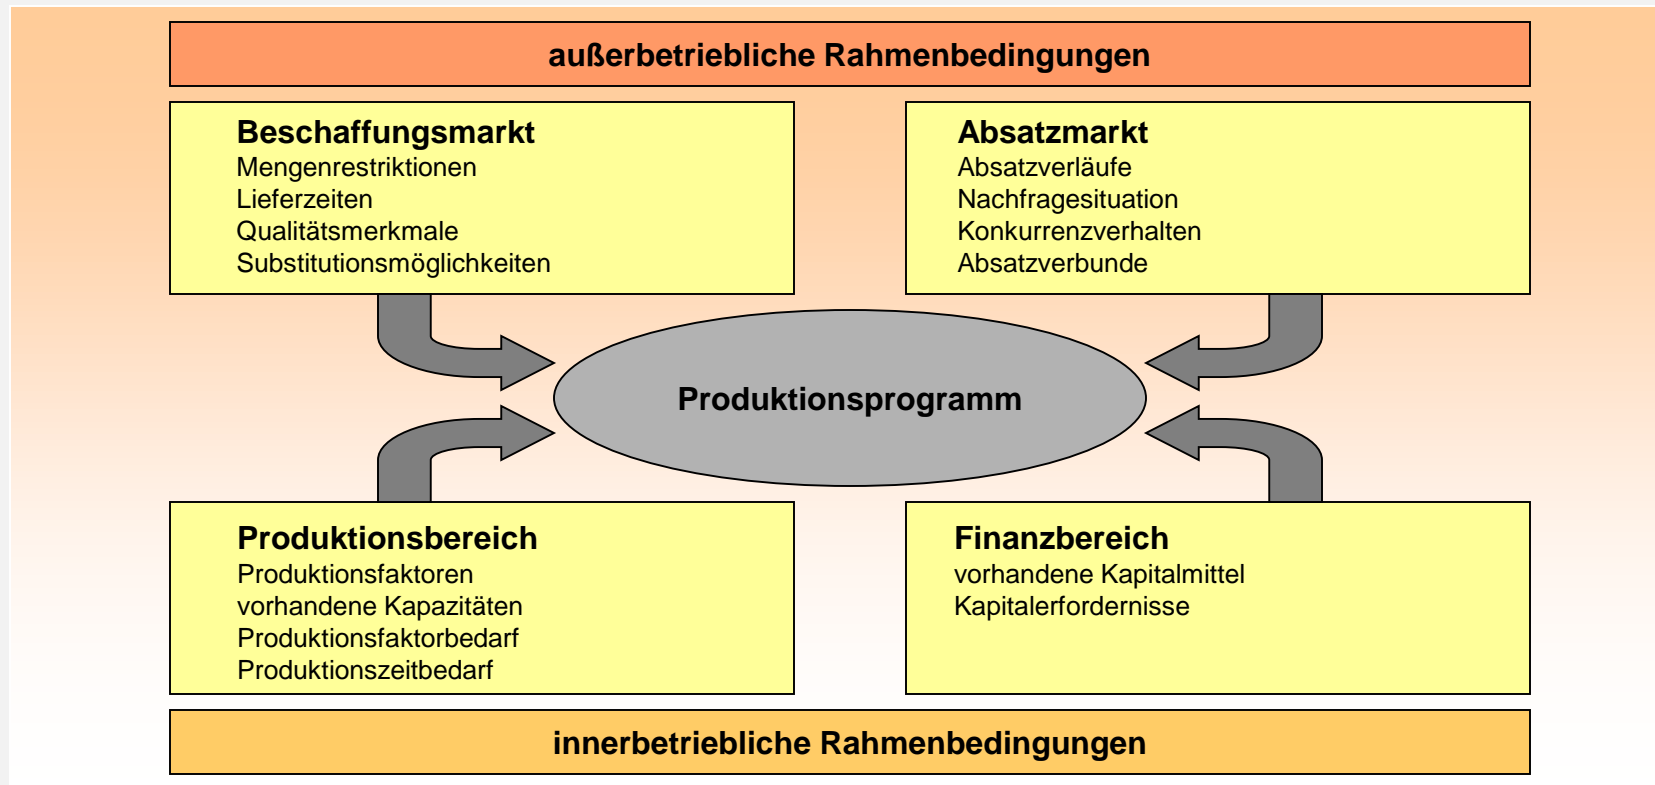 außerbetriebliche Rahmenbedingungen
Beschaffungsmarkt
Mengenrestriktionen
Lieferzeiten
Qualitätsmerkmale
Substitutionsmöglichkeiten
Absatzmarkt
Absatzverläufe
Nachfragesituation
Konkurrenzverhalten
Absatzverbunde
Produktionsprogramm
Produktionsbereich
Produktionsfaktoren
vorhandene Kapazitäten
Produktionsfaktorbedarf
Produktionszeitbedarf
Finanzbereich
vorhandene Kapitalmittel
Kapitalerfordernisse
innerbetriebliche Rahmenbedingungen